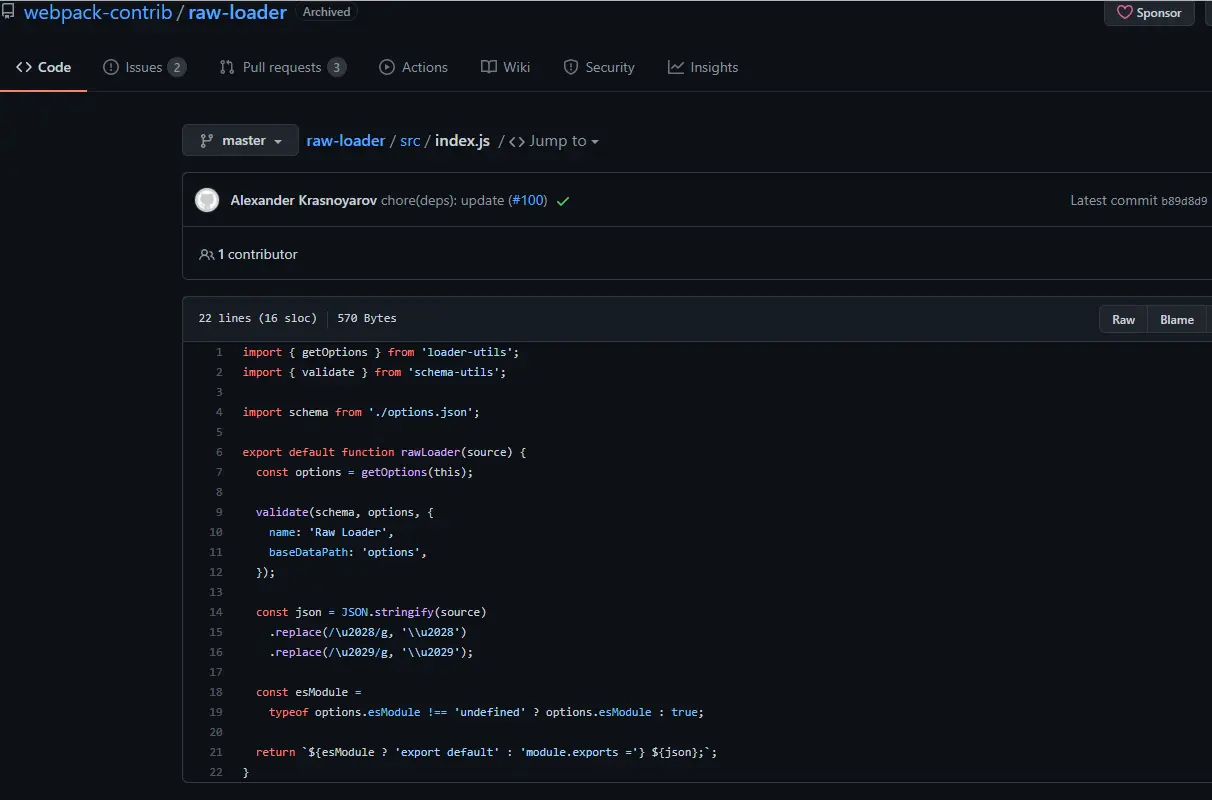 webpack-contrib / raw-loader Archived Sponsor
Code Issues 2 Pull requests 3 Actions Wiki Security Insights
master raw-loader / src / index.js / <> Jump to
Alexander Krasnoyarov chore(deps): update (#100) Latest commit b89d8d9
1 contributor
22 lines (16 sloc) 570 Bytes Raw Blame
1 import { getOptions } from 'loader-utils';
2 import { validate } from 'schema-utils';
3
4 import schema from './options.json';
5
6 export default function rawLoader(source) {
7   const options = getOptions(this);
8
9   validate(schema, options, {
10     name: 'Raw Loader',
11     baseDataPath: 'options',
12   });
13
14   const json = JSON.stringify(source)
15     .replace(/\u2028/g, '\\u2028')
16     .replace(/\u2029/g, '\\u2029');
17
18   const esModule =
19     typeof options.esModule !== 'undefined' ? options.esModule : true;
20
21   return `${esModule ? 'export default' : 'module.exports ='} ${json};`;
22 }